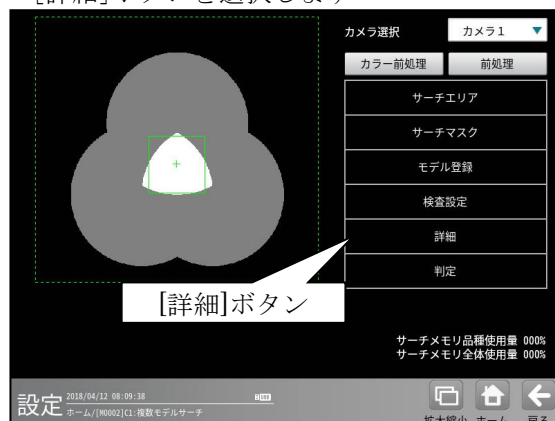 [詳細]ボタンを選択します
カメラ選択 カメラ1 ▼
カラー前処理 前処理
サーチエリア
サーチマスク
モデル登録
検査設定
詳細
判定
[詳細]ボタン
サーチメモリ品種使用量 000%
サーチメモリ全体使用量 000%
設定 2018/04/12 08:09:38
ホーム/[M0002]C1:複数モデルサーチ
拡大縮小 ホーム 戻る